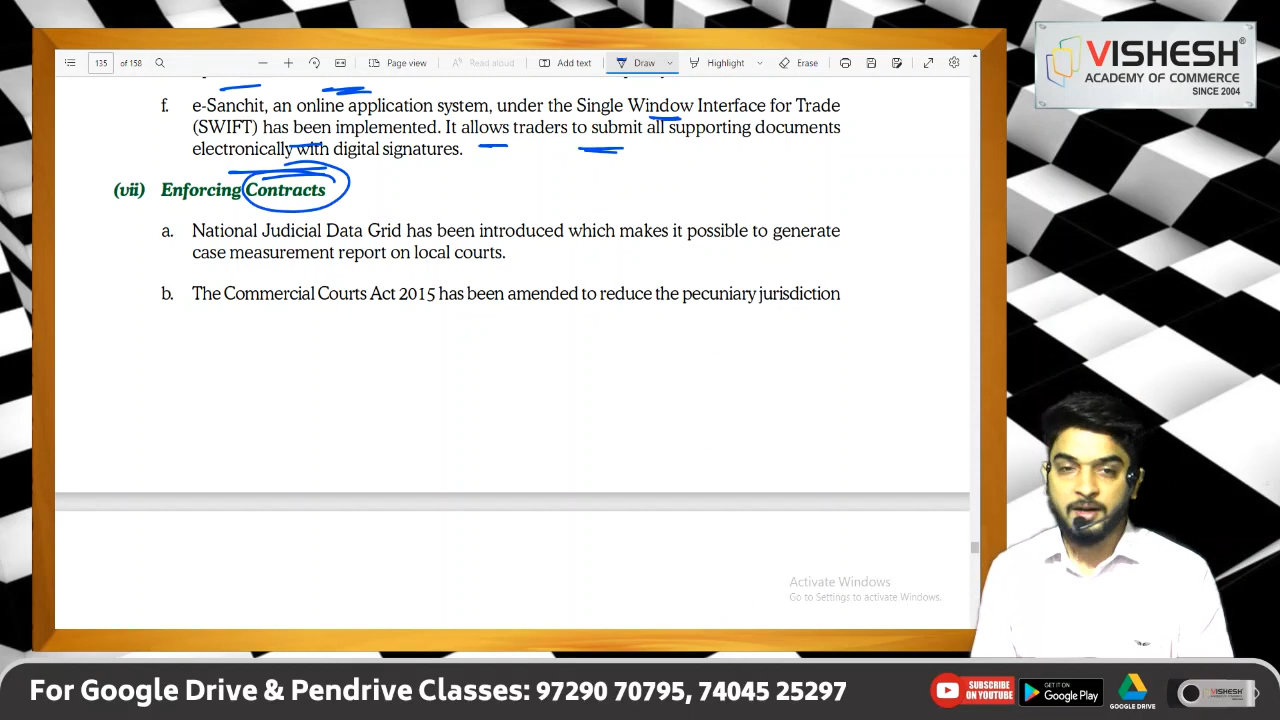 VISHESH®
ACADEMY OF COMMERCE
SINCE 2004
135 of 158 Page view Read aloud Add text Draw Highlight Erase
f. e-Sanchit, an online application system, under the Single Window Interface for Trade
(SWIFT) has been implemented. It allows traders to submit all supporting documents
electronically with digital signatures.
(vii) Enforcing Contracts
a. National Judicial Data Grid has been introduced which makes it possible to generate
case measurement report on local courts.
b. The Commercial Courts Act 2015 has been amended to reduce the pecuniary jurisdiction
Activate Windows
Go to Settings to activate Windows.
For Google Drive & Pendrive Classes: 97290 70795, 74045 25297
SUBSCRIBE
ON YOUTUBE
GET IT ON
Google Play
GOOGLE DRIVE
VISHESH